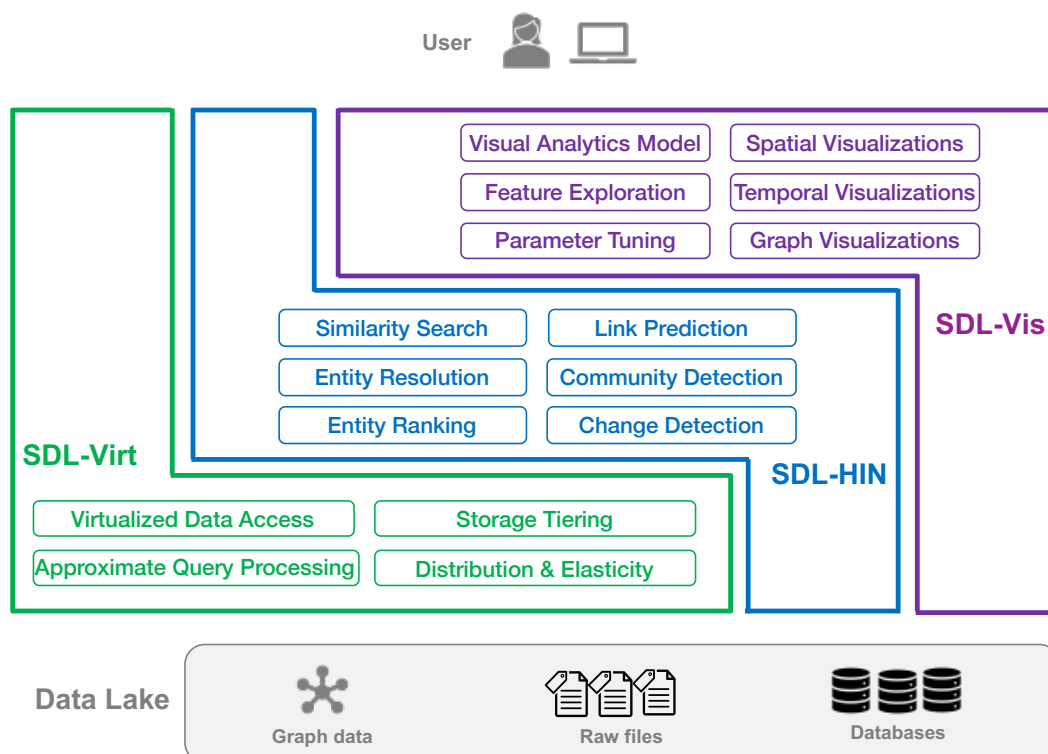 User
Visual Analytics Model
Spatial Visualizations
Feature Exploration
Temporal Visualizations
Parameter Tuning
Graph Visualizations
SDL-Vis
Similarity Search
Link Prediction
Entity Resolution
Community Detection
Entity Ranking
Change Detection
SDL-Virt
SDL-HIN
Virtualized Data Access
Storage Tiering
Approximate Query Processing
Distribution & Elasticity
Data Lake
Graph data
Raw files
Databases